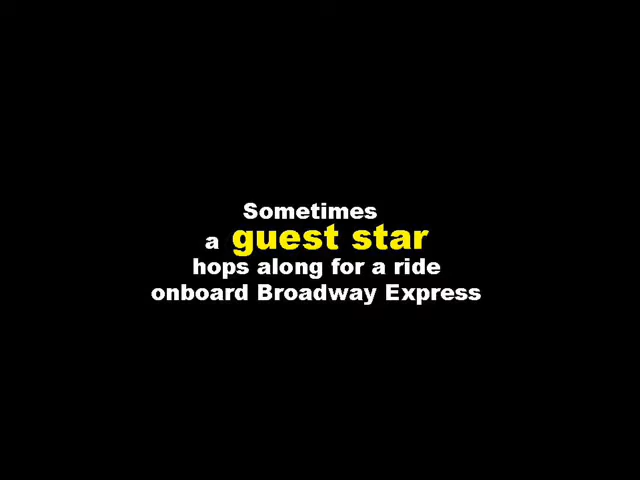 Sometimes
a guest star
hops along for a ride
onboard Broadway Express